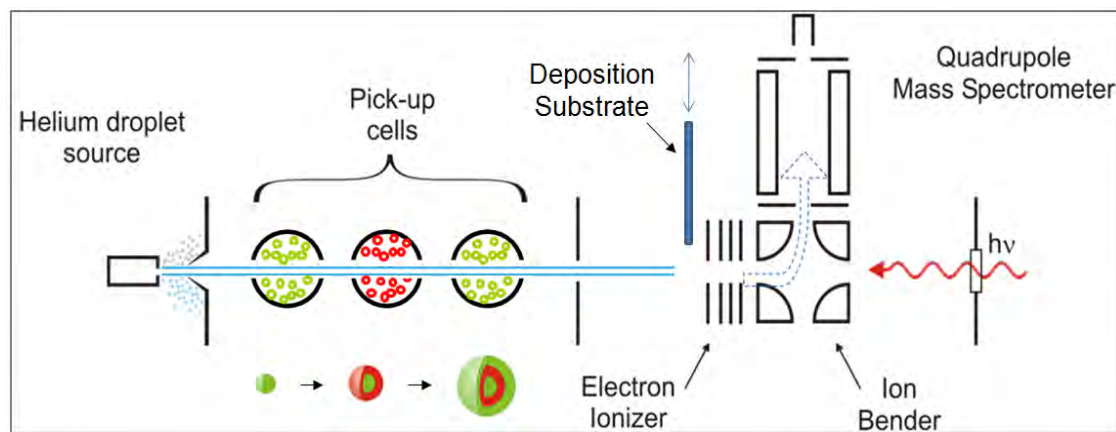 Helium droplet
source
Pick-up
cells
Deposition
Substrate
Quadrupole
Mass Spectrometer
hν
Electron
Ionizer
Ion
Bender